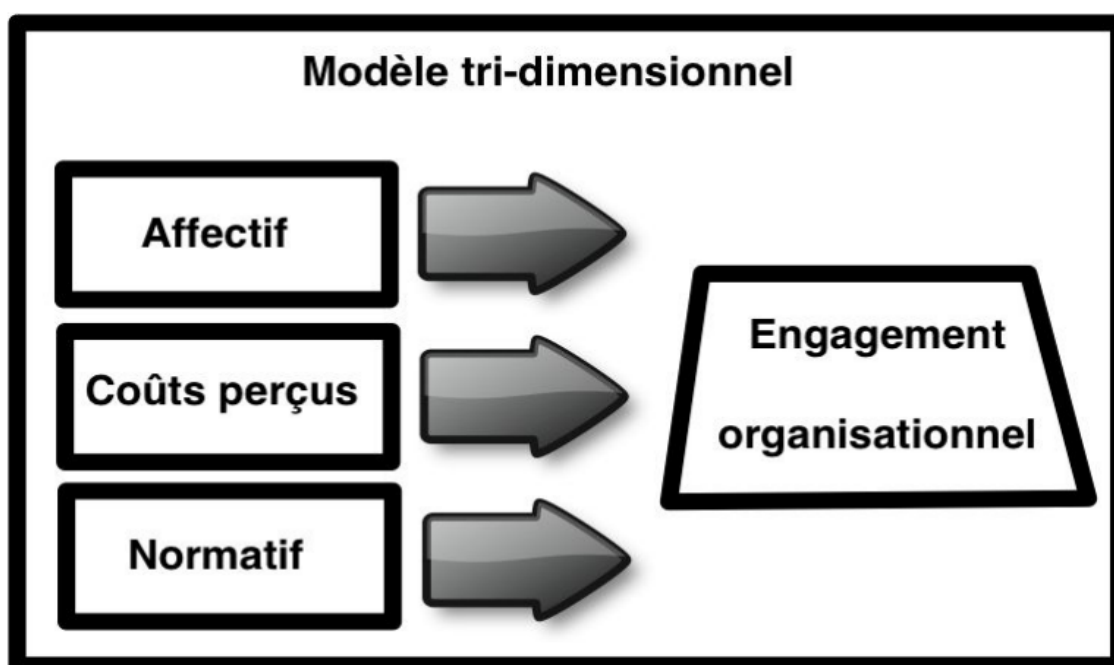 Modèle tri-dimensionnel
Affectif
Coûts perçus
Normatif
Engagement
organisationnel